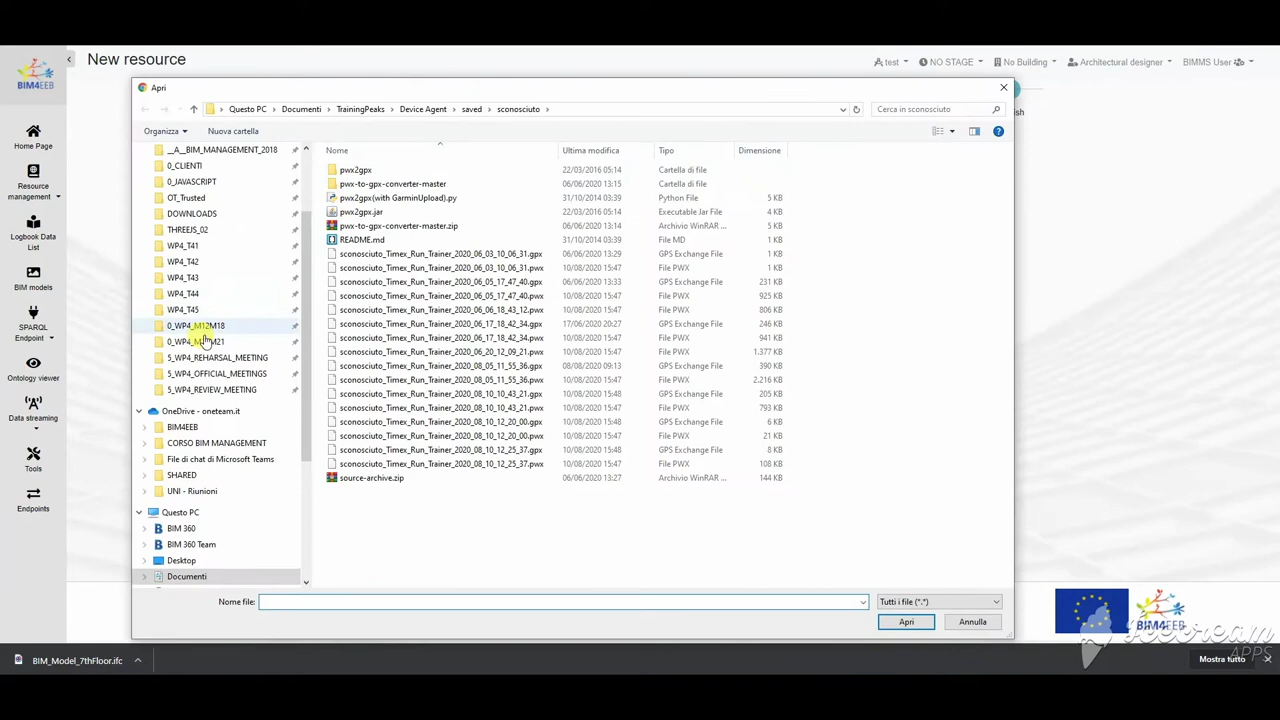 New resource
test
NO STAGE
No Building
Architectural designer
BIMMS User
BIM4EEB
Apri
Questo PC
Documenti
TrainingPeaks
Device Agent
saved
sconosciuto
Cerca in sconosciuto
Organizza
Nuova cartella
Home Page
Resource
management
Logbook Data
List
BIM models
SPARQL
Endpoint
Ontology viewer
Data streaming
Tools
Endpoints
__A__BIM_MANAGEMENT_2018
0_CLIENTI
0_JAVASCRIPT
OT_Trusted
DOWNLOADS
THREEJS_02
WP4_T41
WP4_T42
WP4_T43
WP4_T44
WP4_T45
0_WP4_M12M18
5_WP4_REHARSAL_MEETING
5_WP4_OFFICIAL_MEETINGS
5_WP4_REVIEW_MEETING
OneDrive - oneteam.it
BIM4EEB
CORSO BIM MANAGEMENT
File di chat di Microsoft Teams
SHARED
UNI - Riunioni
Questo PC
BIM 360
BIM 360 Team
Desktop
Documenti
Nome Ultima modifica Tipo Dimensione
pwx2gpx 22/03/2016 05:14 Cartella di file
pwx-to-gpx-converter-master 06/06/2020 13:15 Cartella di file
pwx2gpx(with GarminUpload).py 31/10/2014 03:39 Python File 5 KB
pwx2gpx.jar 22/03/2016 05:14 Executable Jar File 4 KB
pwx-to-gpx-converter-master.zip 06/06/2020 13:14 Archivio WinRAR ... 5 KB
README.md 31/10/2014 03:39 File MD 1 KB
sconosciuto_Timex_Run_Trainer_2020_06_03_10_06_31.gpx 06/06/2020 13:29 GPS Exchange File 1 KB
sconosciuto_Timex_Run_Trainer_2020_06_03_10_06_31.pwx 10/08/2020 15:47 File PWX 1 KB
sconosciuto_Timex_Run_Trainer_2020_06_05_17_47_40.gpx 06/06/2020 13:33 GPS Exchange File 231 KB
sconosciuto_Timex_Run_Trainer_2020_06_05_17_47_40.pwx 10/08/2020 15:47 File PWX 925 KB
sconosciuto_Timex_Run_Trainer_2020_06_06_18_43_12.pwx 10/08/2020 15:47 File PWX 806 KB
sconosciuto_Timex_Run_Trainer_2020_06_17_18_42_34.gpx 17/06/2020 20:27 GPS Exchange File 246 KB
sconosciuto_Timex_Run_Trainer_2020_06_17_18_42_34.pwx 10/08/2020 15:47 File PWX 941 KB
sconosciuto_Timex_Run_Trainer_2020_06_20_12_09_21.pwx 10/08/2020 15:47 File PWX 1.377 KB
sconosciuto_Timex_Run_Trainer_2020_08_05_11_55_36.gpx 08/08/2020 09:13 GPS Exchange File 390 KB
sconosciuto_Timex_Run_Trainer_2020_08_05_11_55_36.pwx 10/08/2020 15:47 File PWX 2.216 KB
sconosciuto_Timex_Run_Trainer_2020_08_10_10_43_21.gpx 10/08/2020 15:48 GPS Exchange File 205 KB
sconosciuto_Timex_Run_Trainer_2020_08_10_10_43_21.pwx 10/08/2020 15:47 File PWX 793 KB
sconosciuto_Timex_Run_Trainer_2020_08_10_12_20_00.gpx 10/08/2020 15:48 GPS Exchange File 6 KB
sconosciuto_Timex_Run_Trainer_2020_08_10_12_20_00.pwx 10/08/2020 15:47 File PWX 21 KB
sconosciuto_Timex_Run_Trainer_2020_08_10_12_25_37.gpx 10/08/2020 15:48 GPS Exchange File 8 KB
sconosciuto_Timex_Run_Trainer_2020_08_10_12_25_37.pwx 10/08/2020 15:47 File PWX 108 KB
source-archive.zip 06/06/2020 13:27 Archivio WinRAR ... 144 KB
Nome file:
Tutti i file (*.*)
Apri
Annulla
BIM4EEB
Icecream
APPS
BIM_Model_7thFloor.ifc
Mostra tutto